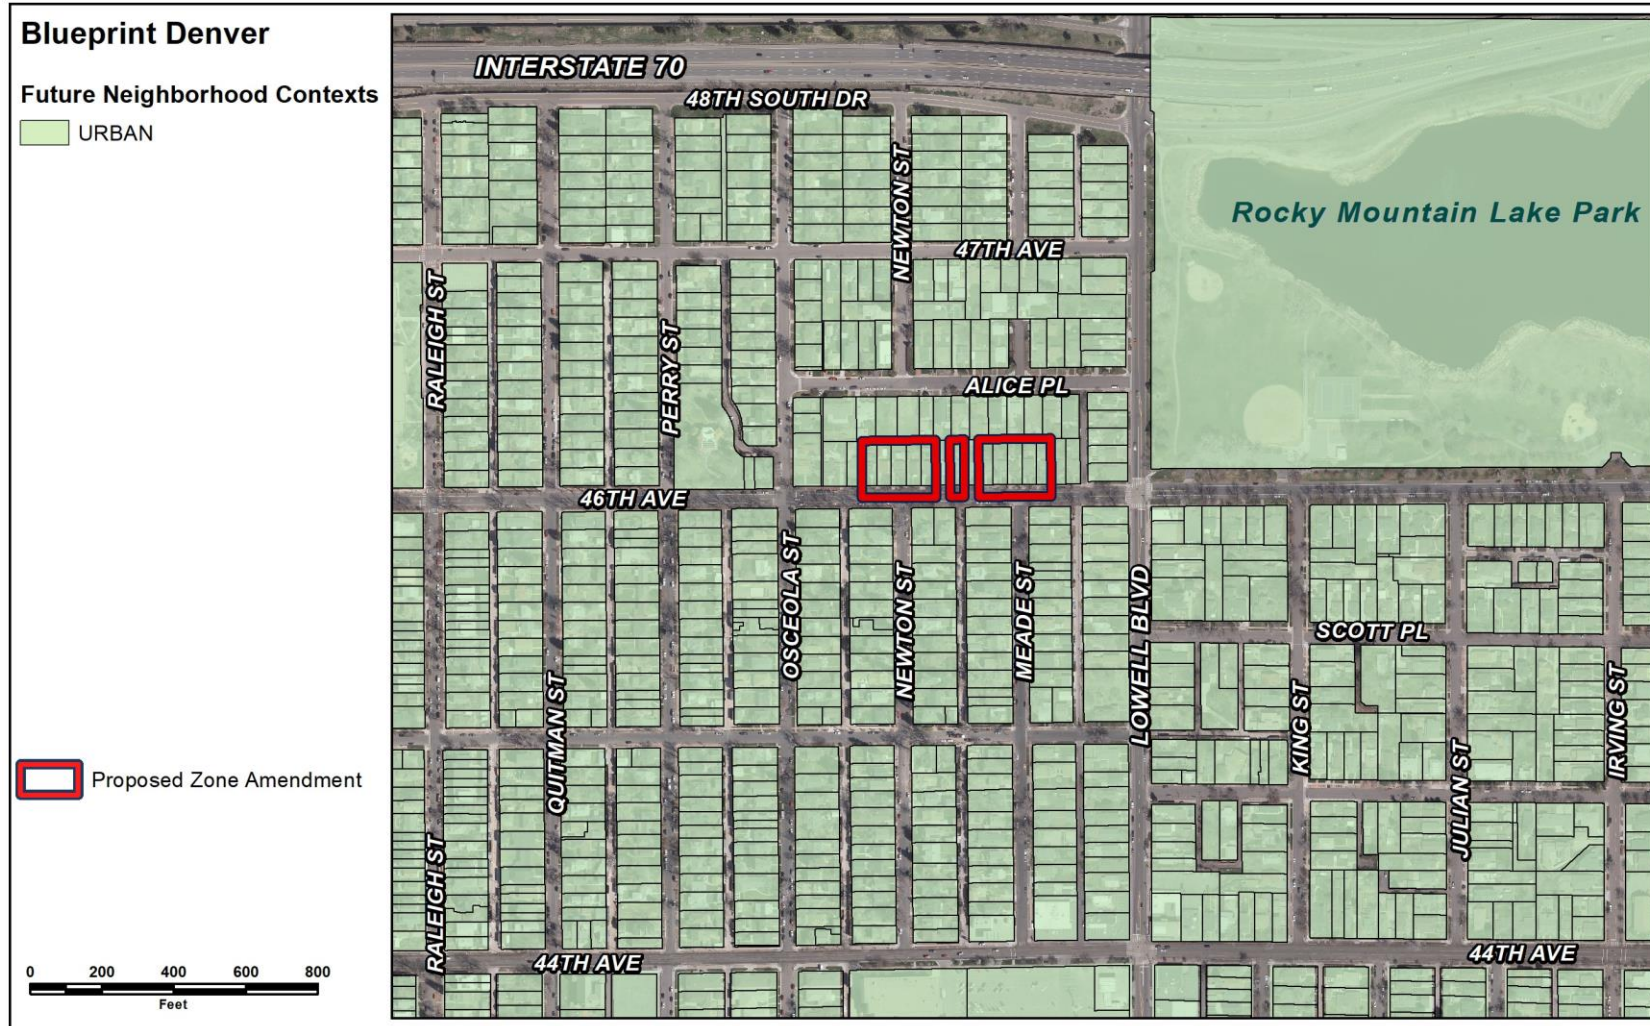 Blueprint Denver
Future Neighborhood Contexts
URBAN
Proposed Zone Amendment
0 200 400 600 800
Feet
INTERSTATE 70
48TH SOUTH DR
NEWTON ST
Rocky Mountain Lake Park
47TH AVE
RALEIGH ST
PERRY ST
ALICE PL
46TH AVE
OSCEOLA ST
NEWTON ST
MEADE ST
LOWELL BLVD
SCOTT PL
QUITMAN ST
KING ST
IRVING ST
JULIAN ST
RALEIGH ST
44TH AVE
44TH AVE